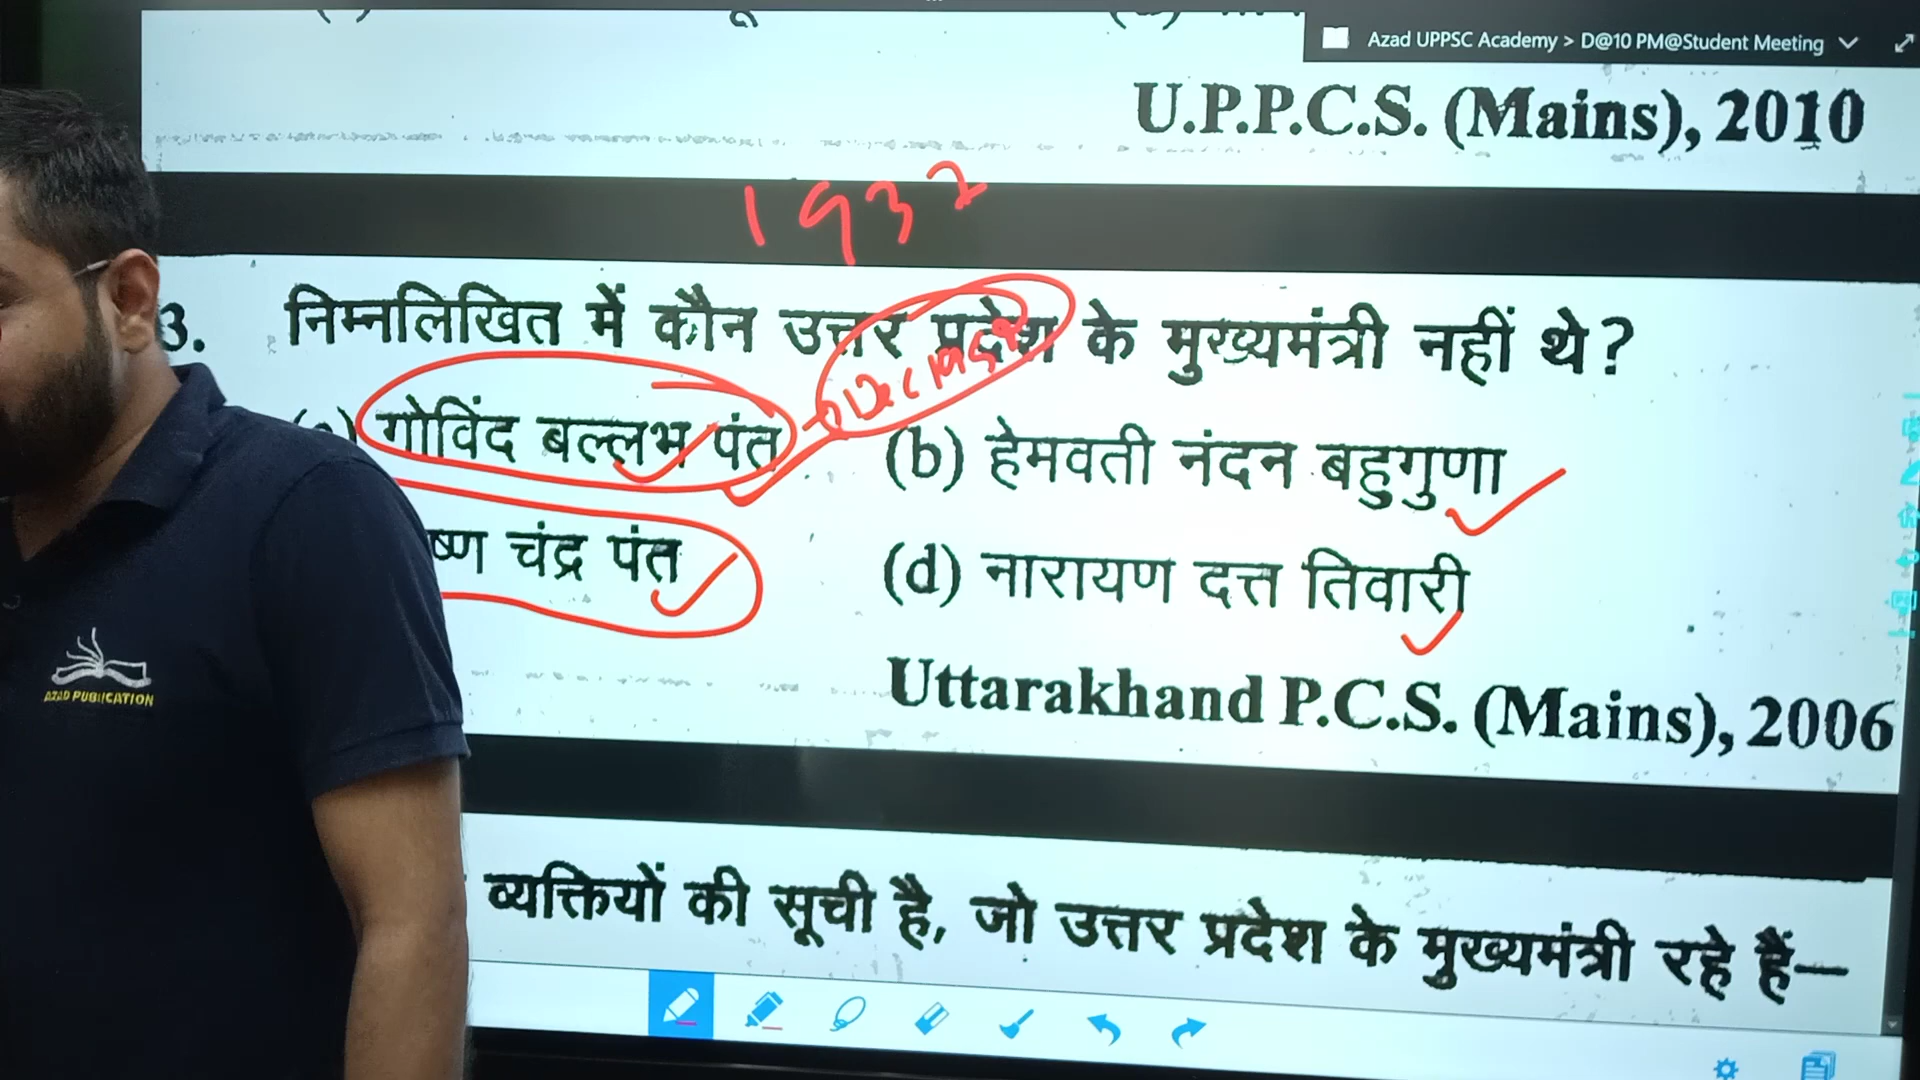 Azad UPPSC Academy > D@10 PM@Student Meeting
U.P.P.C.S. (Mains), 2010
1937
3. निम्नलिखित में कौन उत्तर प्रदेश के मुख्यमंत्री नहीं थे?
गोविंद बल्लभ पंत
(b) हेमवती नंदन बहुगुणा
चंद्र पंत
(d) नारायण दत्त तिवारी
Uttarakhand P.C.S. (Mains), 2006
व्यक्तियों की सूची है, जो उत्तर प्रदेश के मुख्यमंत्री रहे हैं—
AZAD PUBLICATION